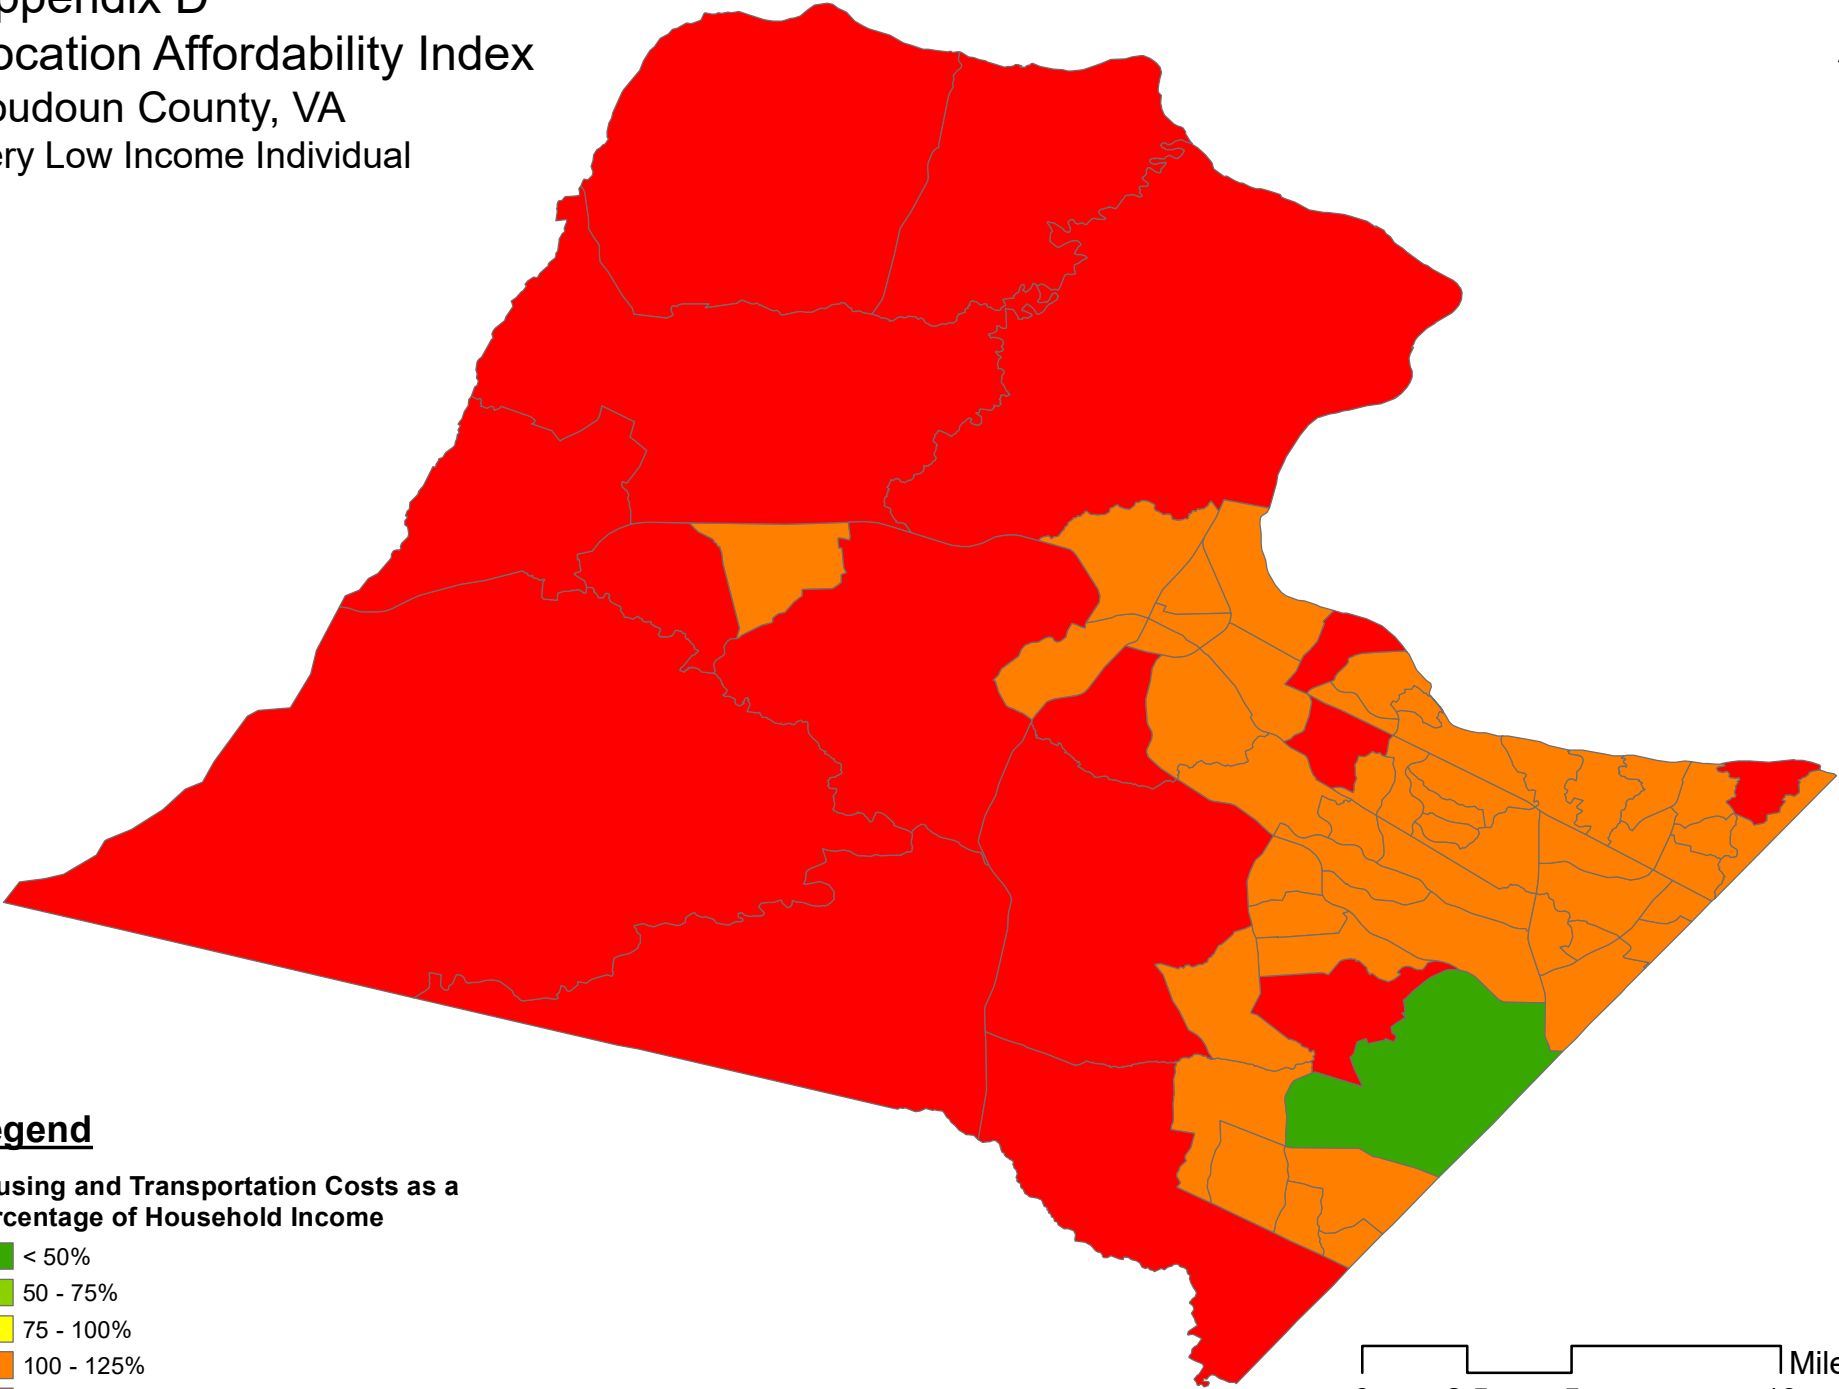 ppendix D
ocation Affordability Index
oudoun County, VA
ery Low Income Individual
egend
using and Transportation Costs as a
rcentage of Household Income
< 50%
50 - 75%
75 - 100%
100 - 125%
Mile